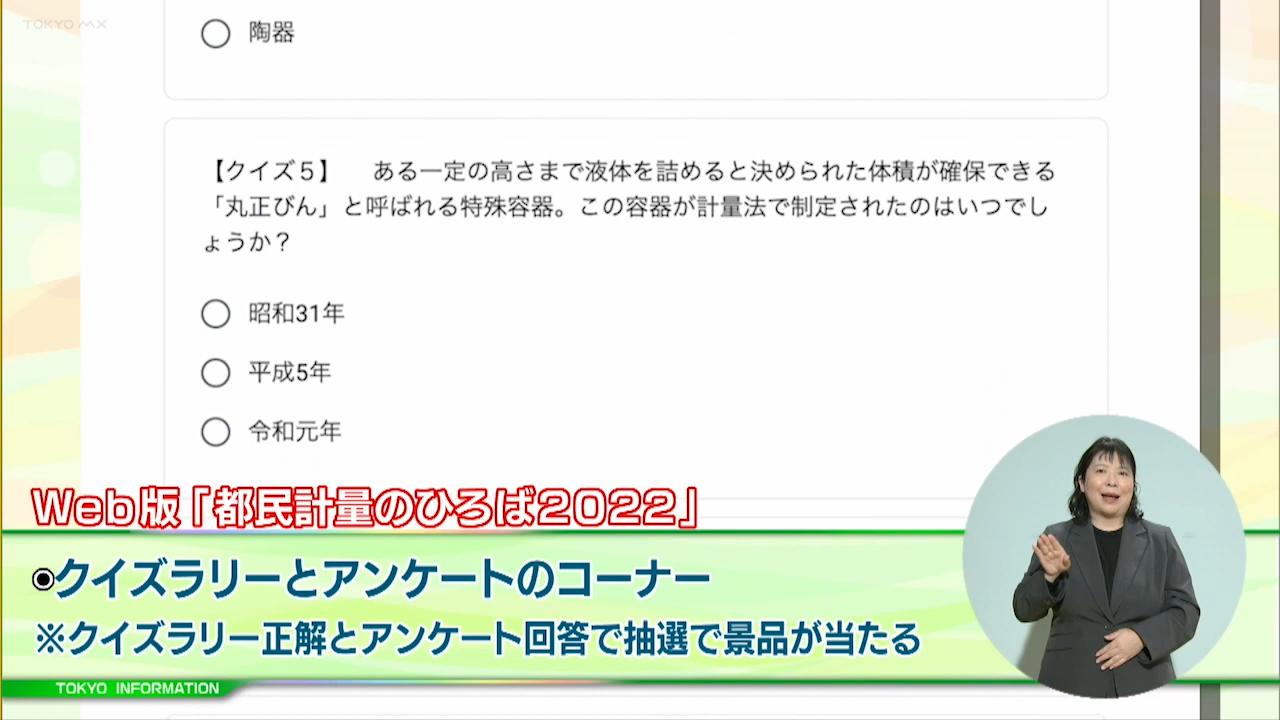 TOKYO MX
陶器
【クイズ５】　ある一定の高さまで液体を詰めると決められた体積が確保できる
「丸正びん」と呼ばれる特殊容器。この容器が計量法で制定されたのはいつでし
ょうか？
昭和31年
平成5年
令和元年
Web版「都民計量のひろば2022」
◉クイズラリーとアンケートのコーナー
※クイズラリー正解とアンケート回答で抽選で景品が当たる
TOKYO INFORMATION